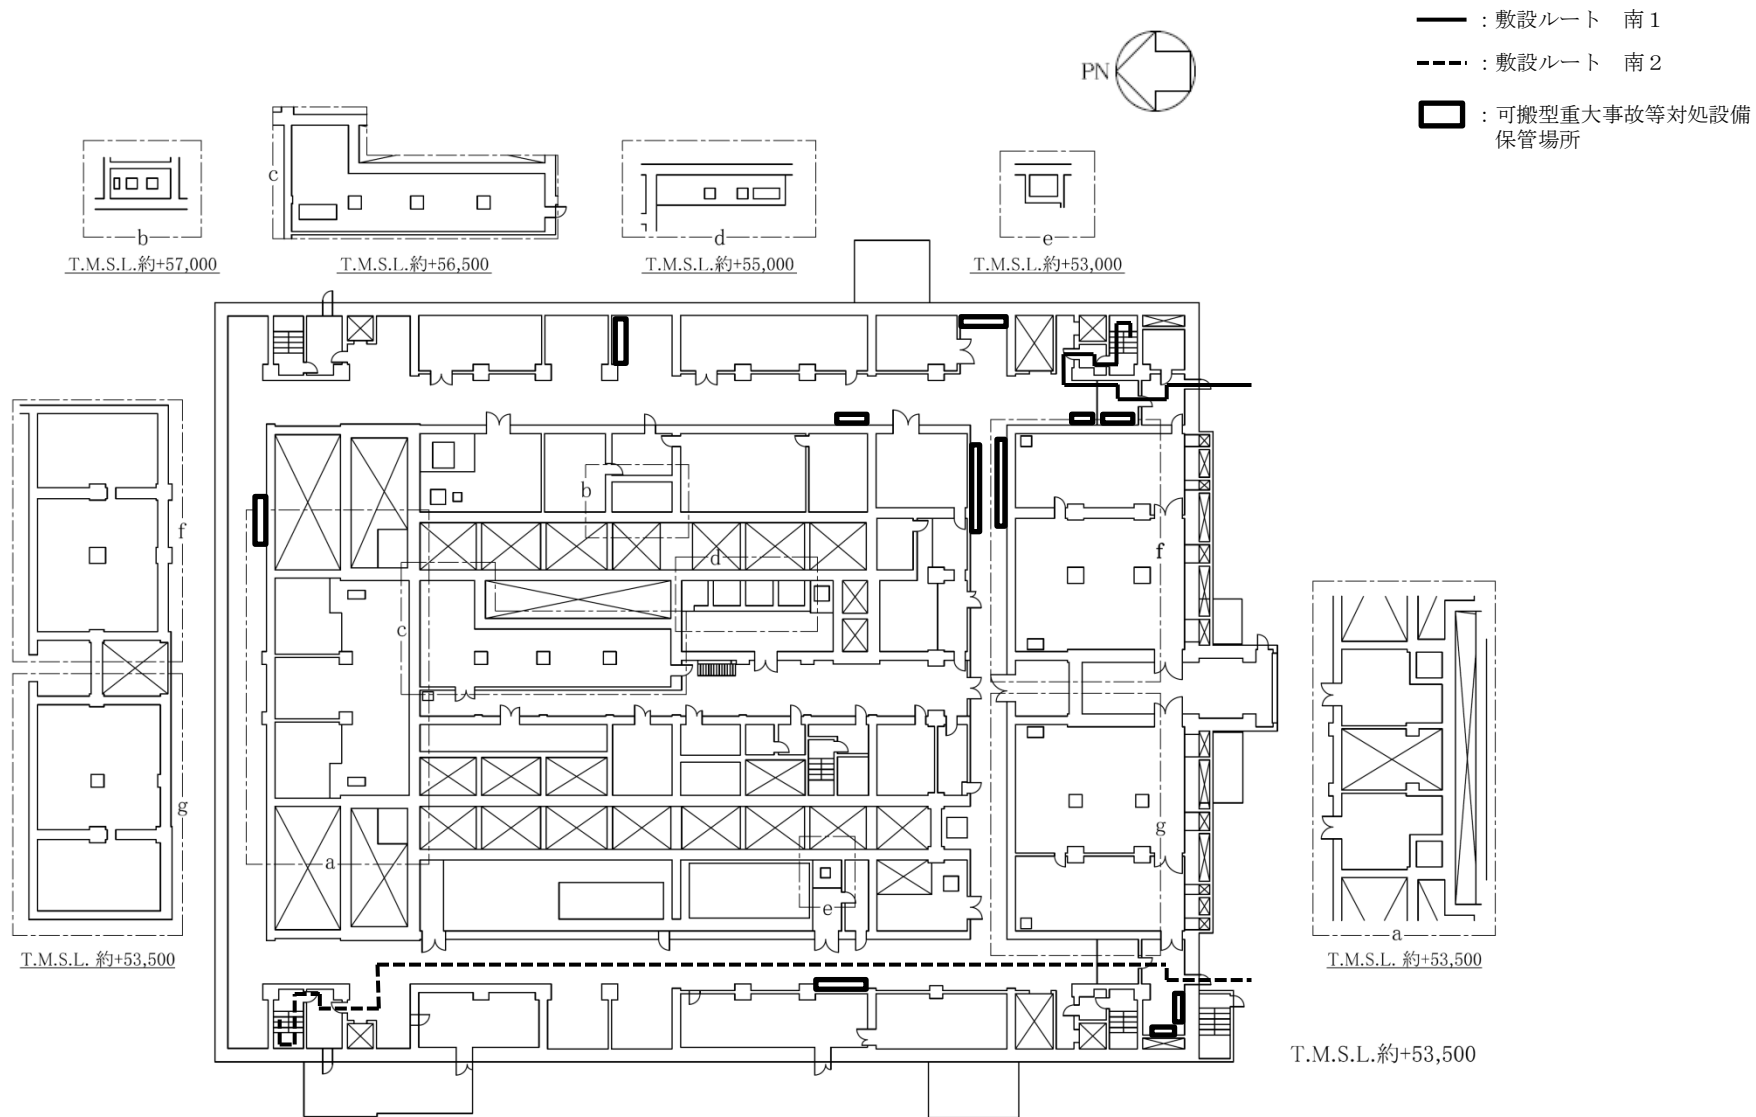 ：敷設ルート　南１
：敷設ルート　南２
：可搬型重大事故等対処設備
保管場所
PN
c
b
d
e
T.M.S.L.約+57,000
T.M.S.L.約+56,500
T.M.S.L.約+55,000
T.M.S.L.約+53,000
b
f
f
d
c
g
g
a
e
a
T.M.S.L. 約+53,500
T.M.S.L. 約+53,500
T.M.S.L.約+53,500